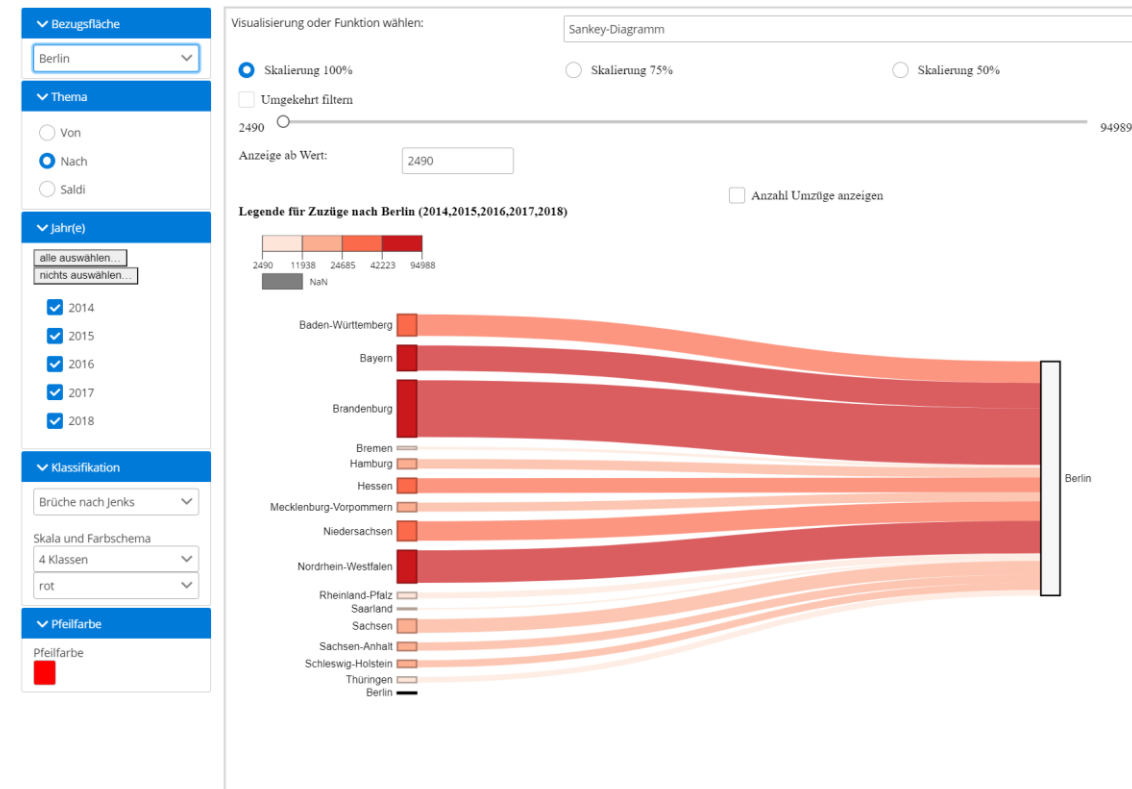 Bezugsfläche
Berlin
Thema
Von
Nach
Saldi
Jahr(e)
alle auswählen...
nichts auswählen...
2014
2015
2016
2017
2018
Klassifikation
Brüche nach Jenks
Skala und Farbschema
4 Klassen
rot
Pfeilfarbe
Pfeilfarbe
Visualisierung oder Funktion wählen:
Sankey-Diagramm
Skalierung 100% Skalierung 75% Skalierung 50%
Umgekehrt filtern
2490 94989
Anzeige ab Wert: 2490
Anzahl Umzüge anzeigen
Legende für Zuzüge nach Berlin (2014,2015,2016,2017,2018)
2490 11938 24685 42223 94988
NaN
Baden-Württemberg
Bayern
Brandenburg
Bremen
Hamburg
Hessen
Mecklenburg-Vorpommern
Niedersachsen
Nordrhein-Westfalen
Rheinland-Pfalz
Saarland
Sachsen
Sachsen-Anhalt
Schleswig-Holstein
Thüringen
Berlin
Berlin